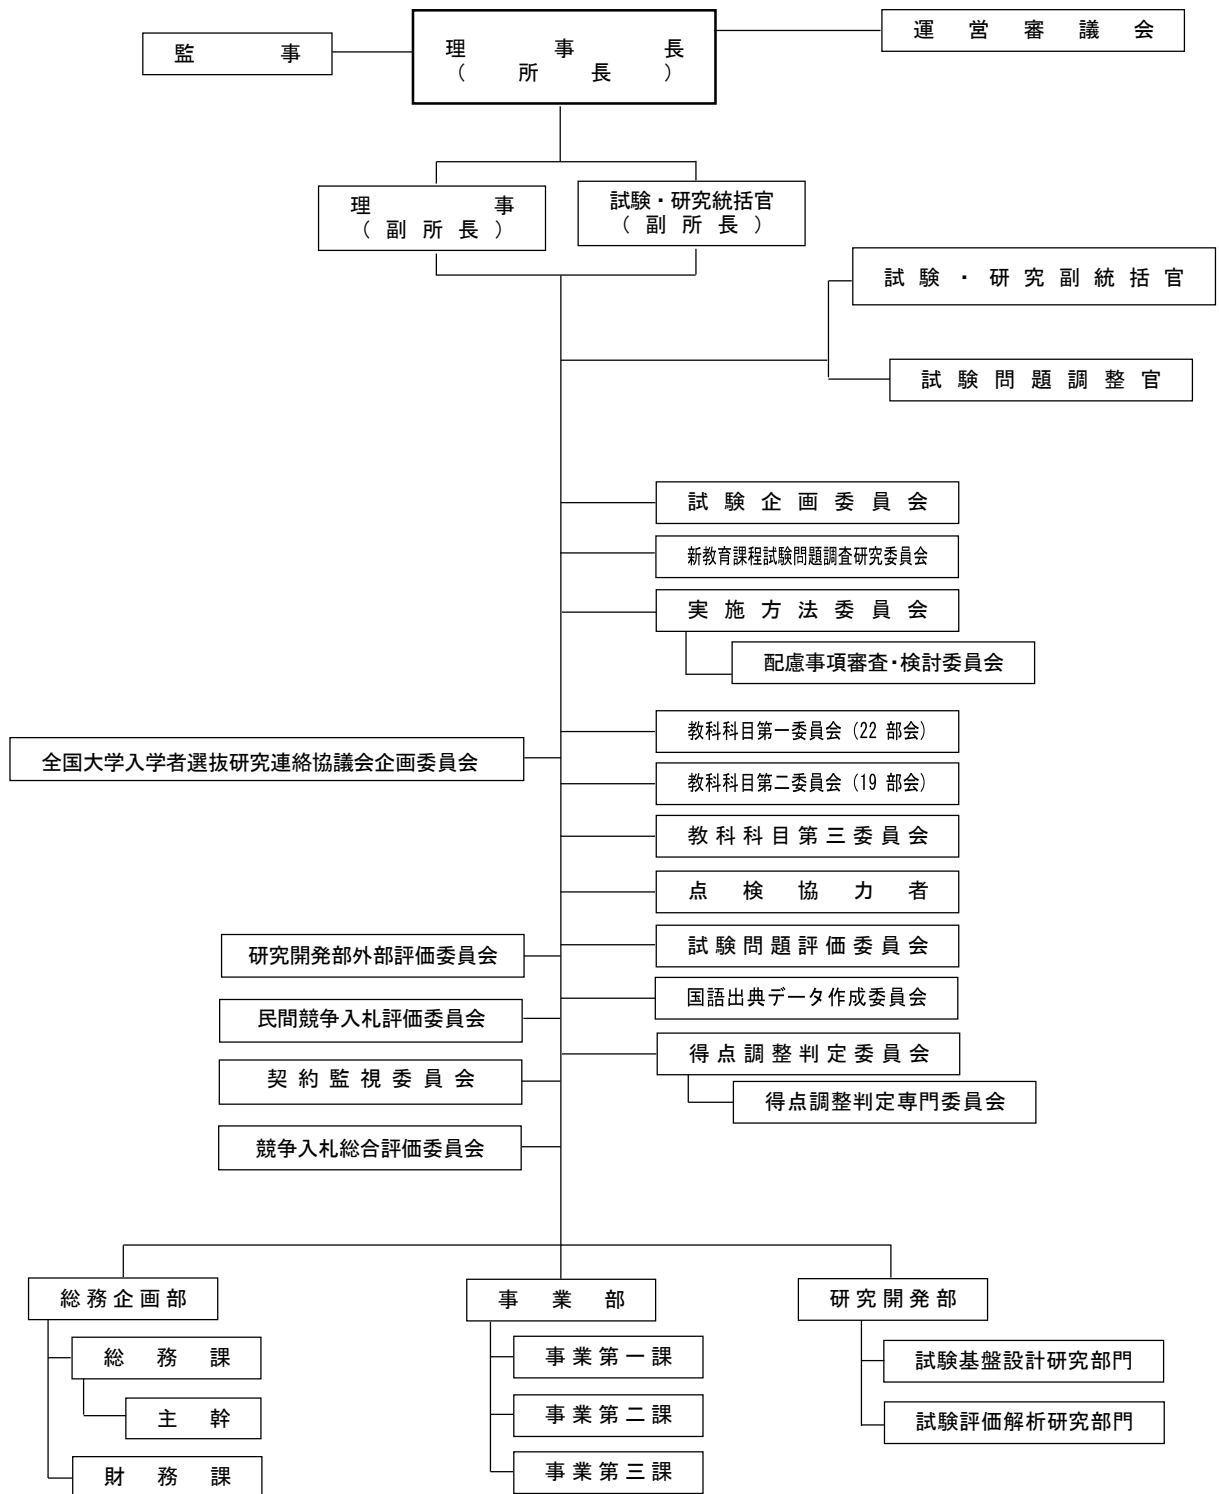 監事
理事長
（所長）
運営審議会
理事
（副所長）
試験・研究統括官
（副所長）
試験・研究副統括官
試験問題調整官
試験企画委員会
新教育課程試験問題調査研究委員会
実施方法委員会
配慮事項審査・検討委員会
教科科目第一委員会（22 部会）
全国大学入学者選抜研究連絡協議会企画委員会
教科科目第二委員会（19 部会）
教科科目第三委員会
点検協力者
試験問題評価委員会
研究開発部外部評価委員会
国語出典データ作成委員会
民間競争入札評価委員会
得点調整判定委員会
契約監視委員会
得点調整判定専門委員会
競争入札総合評価委員会
総務企画部
事業部
研究開発部
総務課
事業第一課
試験基盤設計研究部門
主幹
事業第二課
試験評価解析研究部門
財務課
事業第三課